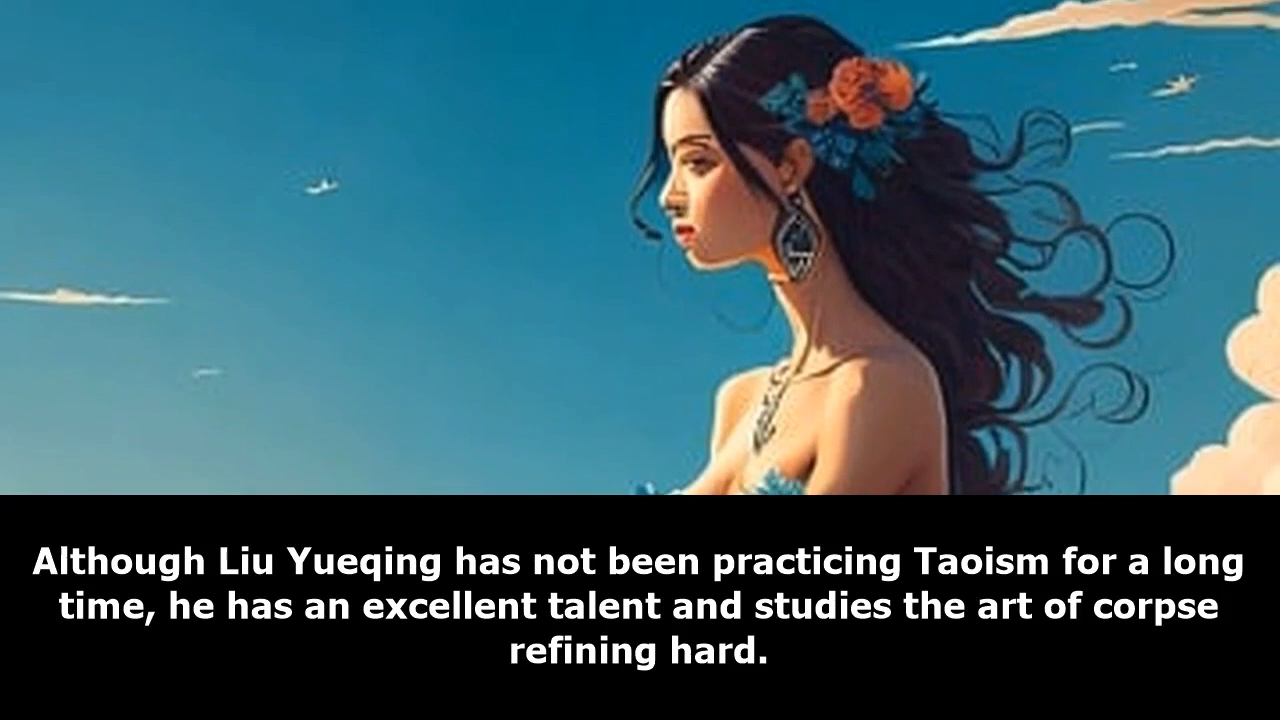 Although Liu Yueqing has not been practicing Taoism for a long
time, he has an excellent talent and studies the art of corpse
refining hard.